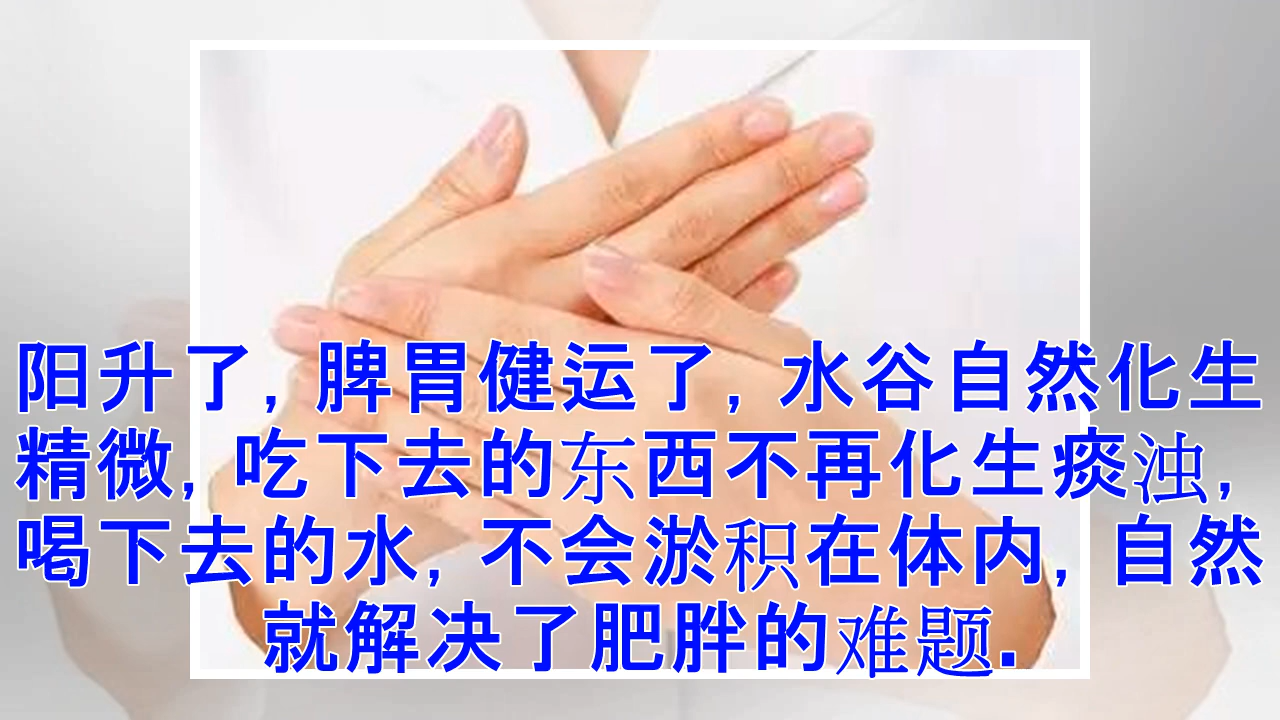 阳升了,脾胃健运了,水谷自然化生
精微,吃下去的东西不再化生痰浊,
喝下去的水,不会淤积在体内,自然
就解决了肥胖的难题.